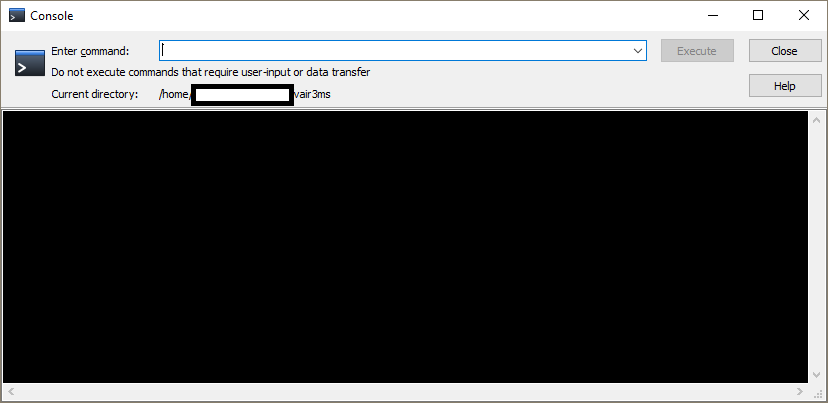 Console
Enter command:
Execute
Close
Do not execute commands that require user-input or data transfer
Help
Current directory: /home/ vair3ms